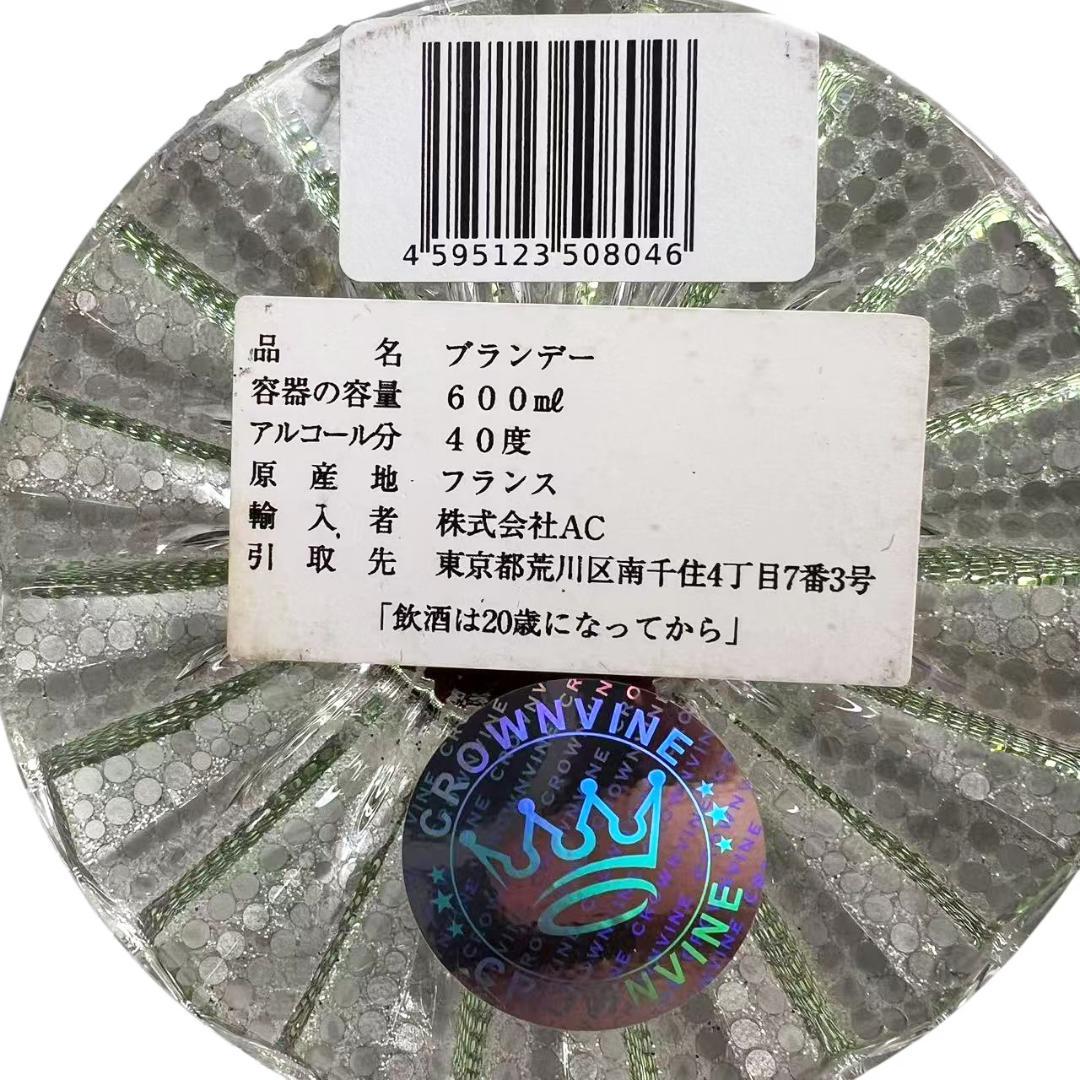 4 595123 508046
品名 ブランデー
容器の容量 600㎖
アルコール分 40度
原産地 フランス
輸入者 株式会社AC
引取先 東京都荒川区南千住4丁目7番3号
「飲酒は20歳になってから」
CROWNVINE
NVINE